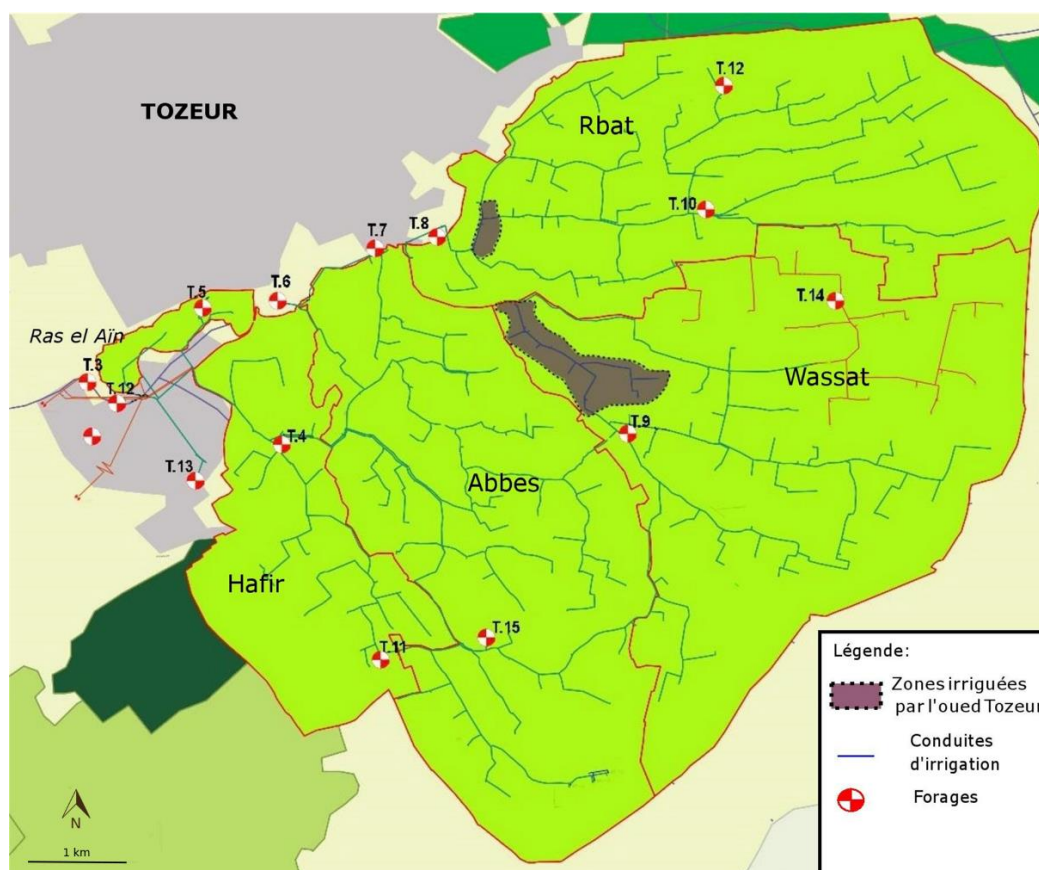 T.12
TOZEUR
Rbat
T.10
T.8
T.7
T.6
T.14
T.5
Ras el Aïn
T.3
Wassat
T.12
T.9
T.4
T.13
Abbes
Hafir
T.15
T.11
Légende:
Zones irriguées
par l'oued Tozeur
Conduites
d'irrigation
Forages
N
1 km